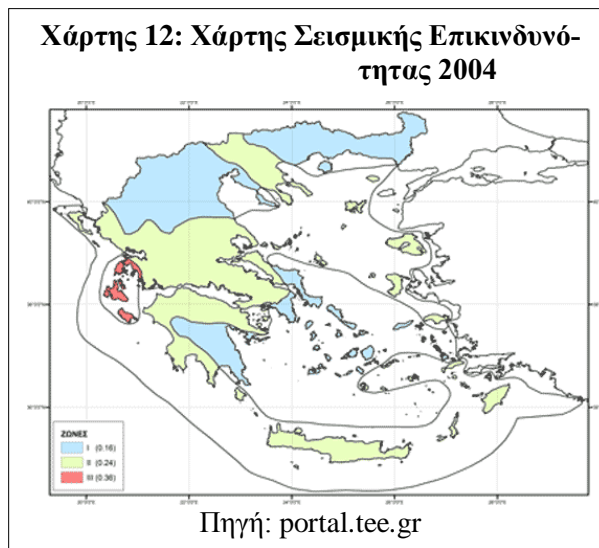 Χάρτης 12: Χάρτης Σεισμικής Επικινδυνό-
τητας 2004
ΖΩΝΕΣ
I (0.16)
II (0.24)
III (0.36)
Πηγή: portal.tee.gr